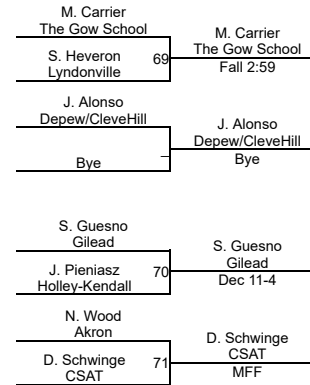 M. Carrier
The Gow School
S. Heveron
Lyndonville
69
M. Carrier
The Gow School
Fall 2:59
J. Alonso
Depew/CleveHill
Bye
_
J. Alonso
Depew/CleveHill
Bye
S. Guesno
Gilead
J. Pieniasz
Holley-Kendall
70
S. Guesno
Gilead
Dec 11-4
N. Wood
Akron
D. Schwinge
CSAT
71
D. Schwinge
CSAT
MFF